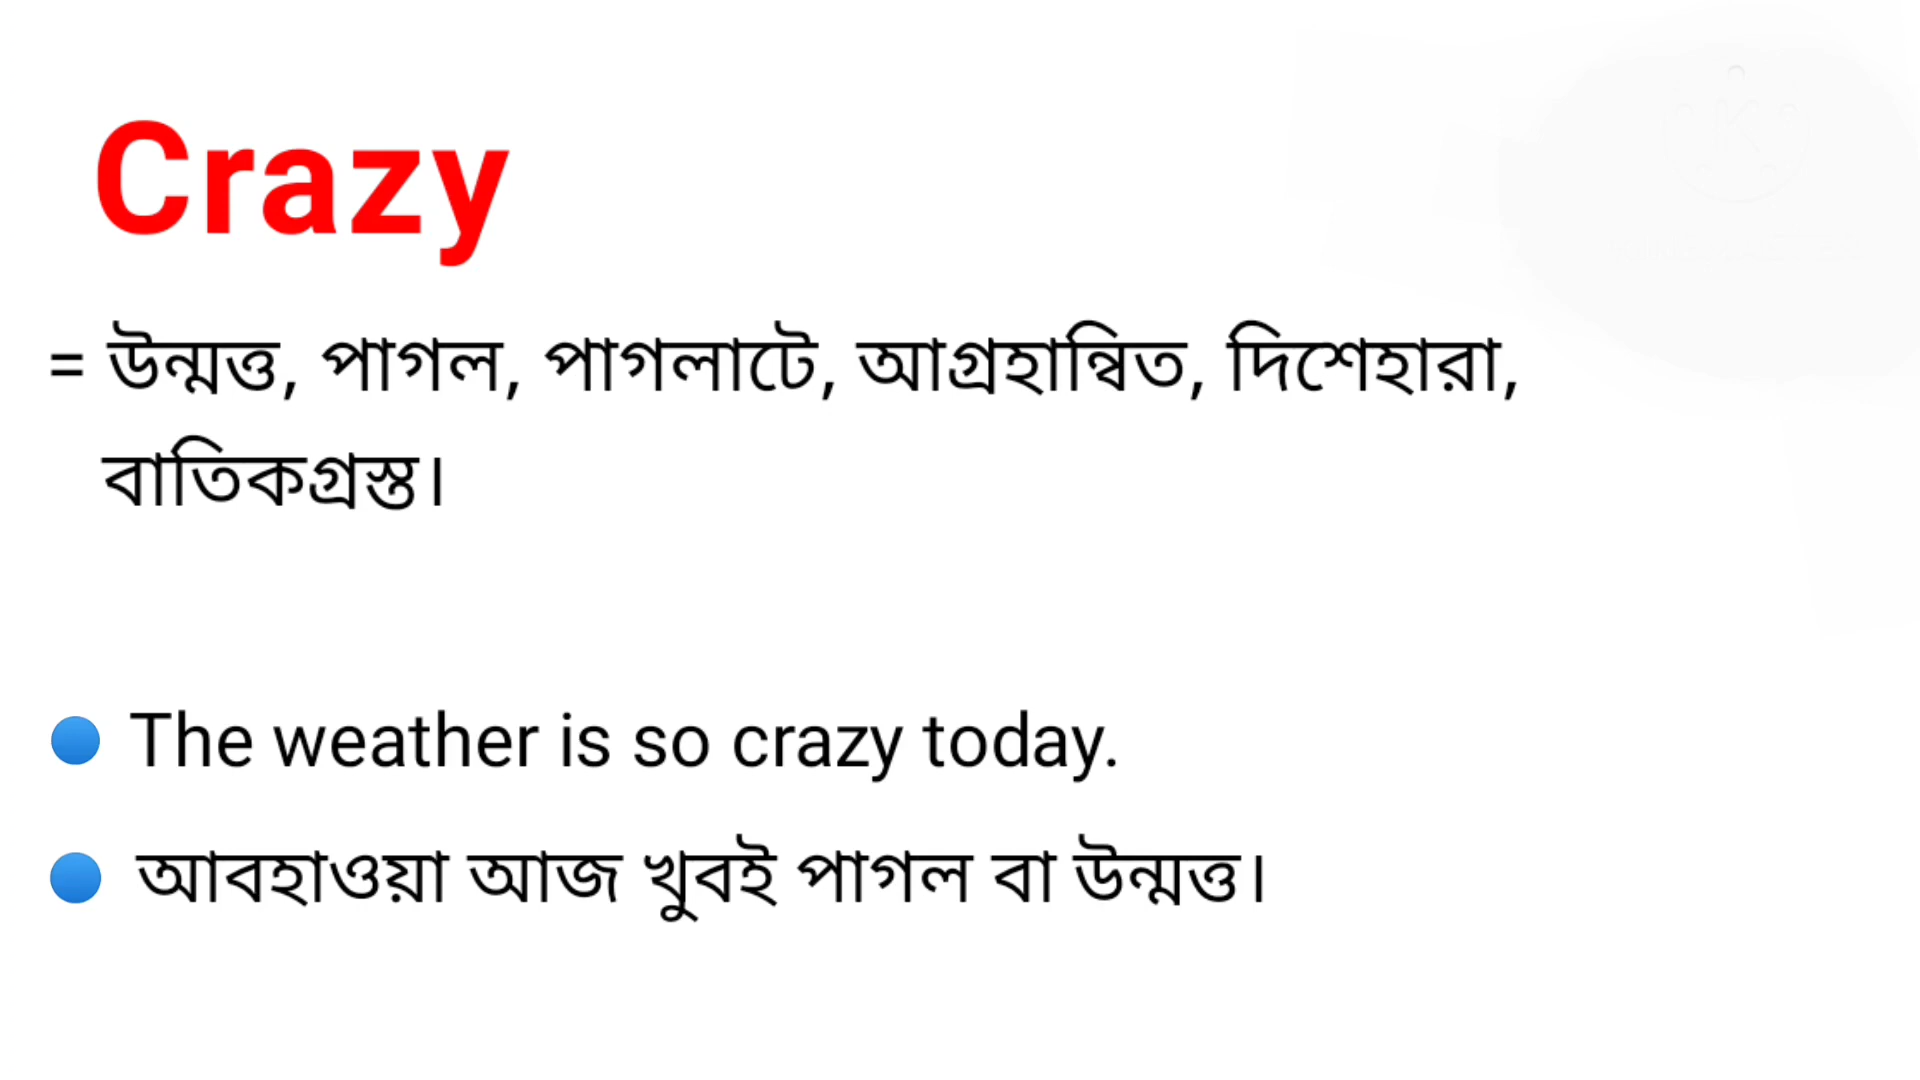 Crazy
= উন্মত্ত, পাগল, পাগলাটে, আগ্রহান্বিত, দিশেহারা,
বাতিকগ্রস্ত।
The weather is so crazy today.
আবহাওয়া আজ খুবই পাগল বা উন্মত্ত।